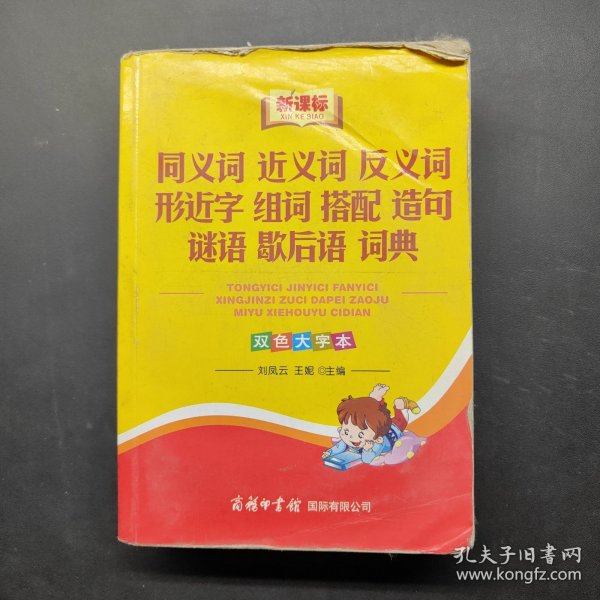 新课标
XIN KE BIAO
同义词 近义词 反义词
形近字 组词 搭配 造句
谜语 歇后语 词典
TONGYICI JINYICI FANYICI
XINGJINZI ZUCI DAPEI ZAOJU
MIYU XIEHOUYU CIDIAN
双色大字本
刘凤云 王妮 ◎主编
商务印书馆 国际有限公司
孔夫子旧书网
www.kongfz.com